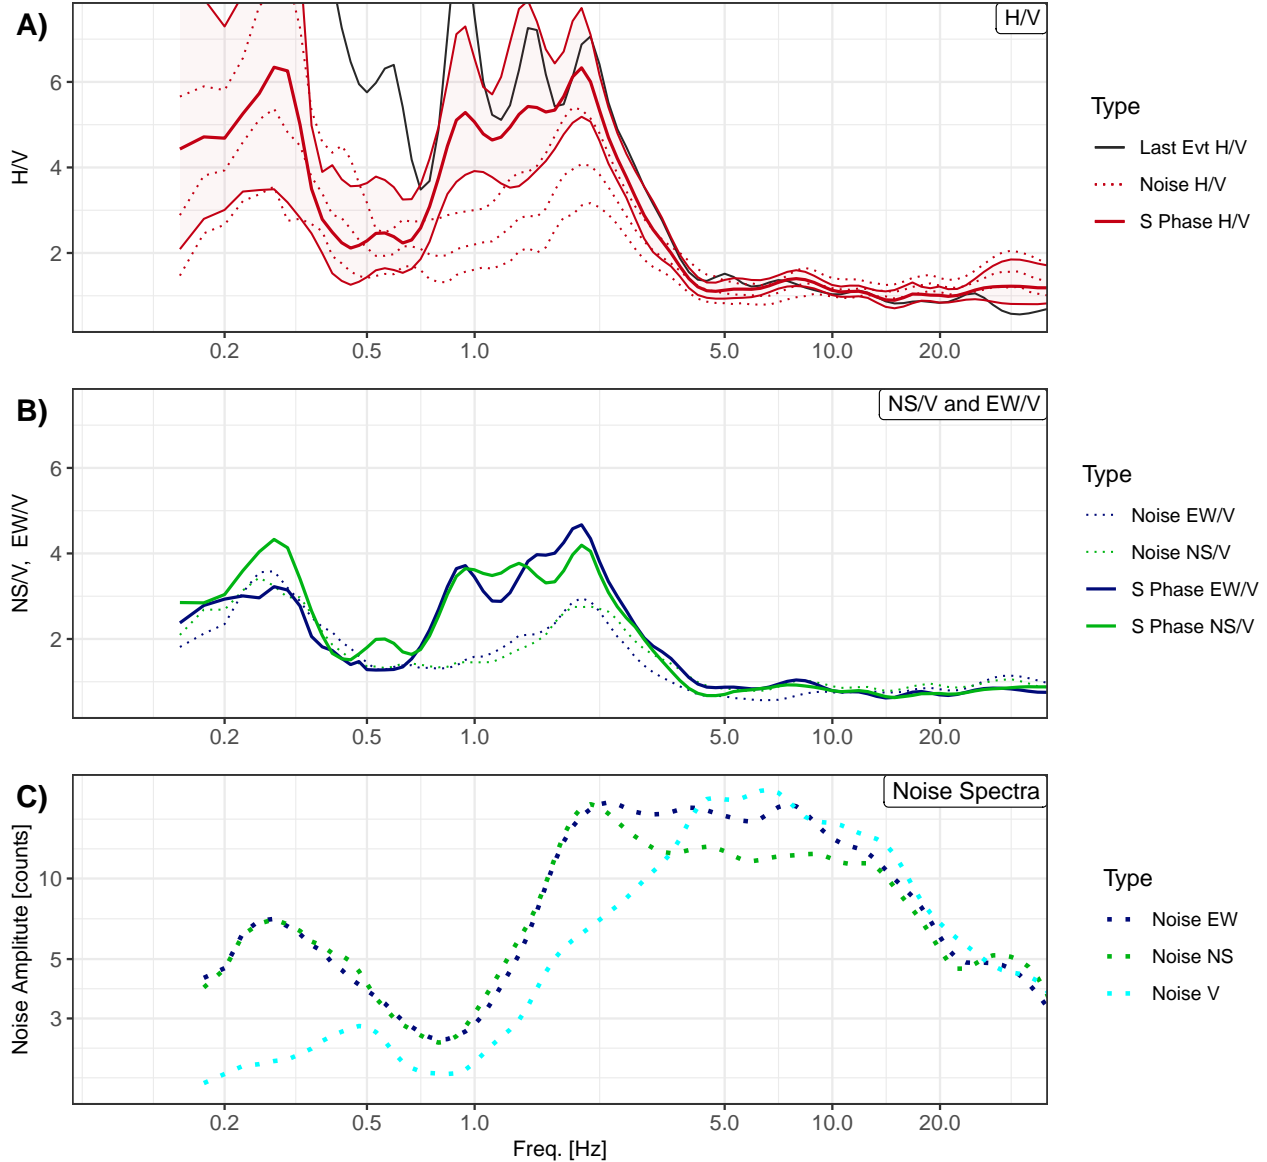 A)
H/V
6
4
2
H/V
0.2 0.5 1.0 5.0 10.0 20.0
Type
Last Evt H/V
Noise H/V
S Phase H/V
B)
NS/V and EW/V
6
4
2
NS/V, EW/V
0.2 0.5 1.0 5.0 10.0 20.0
Type
Noise EW/V
Noise NS/V
S Phase EW/V
S Phase NS/V
C)
Noise Spectra
10
5
3
Noise Amplitute [counts]
0.2 0.5 1.0 5.0 10.0 20.0
Freq. [Hz]
Type
Noise EW
Noise NS
Noise V